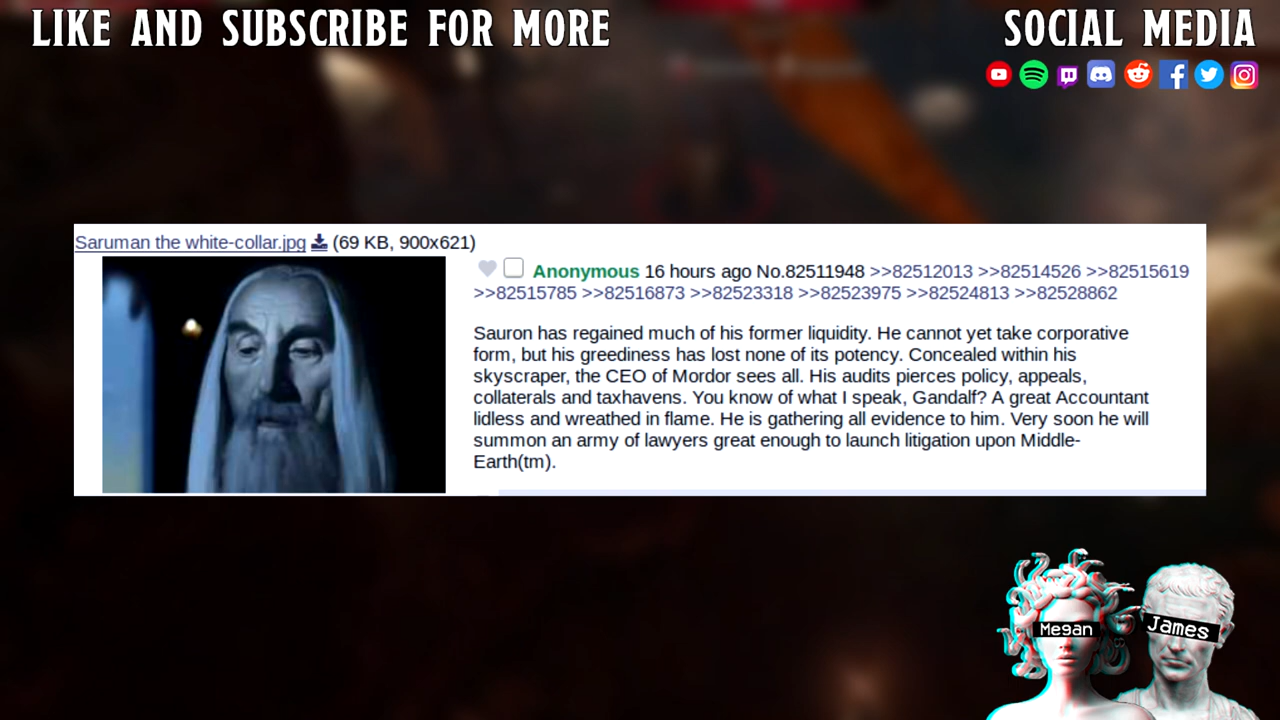 LIKE AND SUBSCRIBE FOR MORE
SOCIAL MEDIA
Saruman the white-collar.jpg (69 KB, 900x621)
Anonymous 16 hours ago No.82511948 >>82512013 >>82514526 >>82515619
>>82515785 >>82516873 >>82523318 >>82523975 >>82524813 >>82528862
Sauron has regained much of his former liquidity. He cannot yet take corporative
form, but his greediness has lost none of its potency. Concealed within his
skyscraper, the CEO of Mordor sees all. His audits pierces policy, appeals,
collaterals and taxhavens. You know of what I speak, Gandalf? A great Accountant
lidless and wreathed in flame. He is gathering all evidence to him. Very soon he will
summon an army of lawyers great enough to launch litigation upon Middle-
Earth(tm).
Megan
James